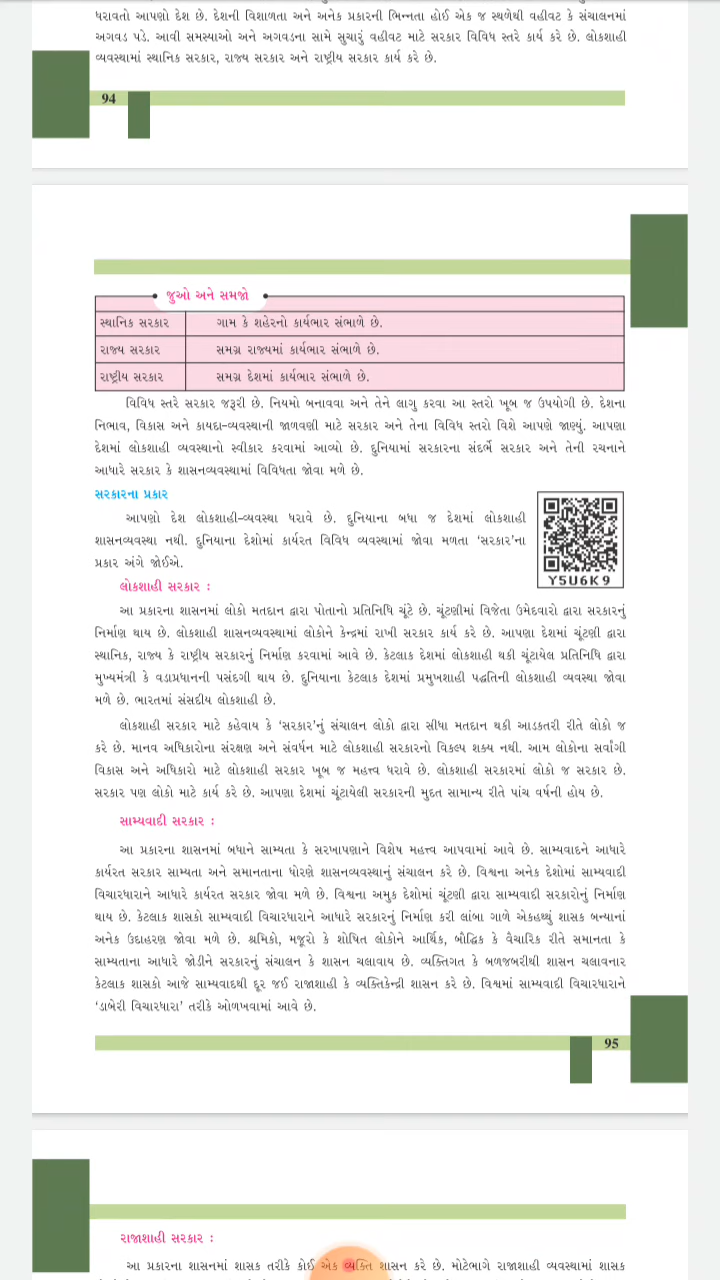 ધરાવતો આપણો દેશ છે. દેશની વિશાળતા અને અનેક પ્રકારની ભિન્નતા હોઈ એક જ સ્થળેથી વહીવટ કે સંચાલનમાં
અગવડ પડે. આવી સમસ્યાઓ અને અગવડના સામે સુચારું વહીવટ માટે સરકાર વિવિધ સ્તરે કાર્ય કરે છે. લોકશાહી
વ્યવસ્થામાં સ્થાનિક સરકાર, રાજ્ય સરકાર અને રાષ્ટ્રીય સરકાર કાર્ય કરે છે.
94
જુઓ અને સમજો
સ્થાનિક સરકાર ગામ કે શહેરનો કાર્યભાર સંભાળે છે.
રાજ્ય સરકાર સમગ્ર રાજ્યમાં કાર્યભાર સંભાળે છે.
રાષ્ટ્રીય સરકાર સમગ્ર દેશમાં કાર્યભાર સંભાળે છે.
વિવિધ સ્તરે સરકાર જરૂરી છે. નિયમો બનાવવા અને તેને લાગુ કરવા આ સ્તરો ખૂબ જ ઉપયોગી છે. દેશના
નિભાવ, વિકાસ અને કાયદા-વ્યવસ્થાની જાળવણી માટે સરકાર અને તેના વિવિધ સ્તરો વિશે આપણે જાણ્યું. આપણા
દેશમાં લોકશાહી વ્યવસ્થાનો સ્વીકાર કરવામાં આવ્યો છે. દુનિયામાં સરકારના સંદર્ભે સરકાર અને તેની રચનાને
આધારે સરકાર કે શાસનવ્યવસ્થામાં વિવિધતા જોવા મળે છે.
સરકારના પ્રકાર
આપણો દેશ લોકશાહી-વ્યવસ્થા ધરાવે છે. દુનિયાના બધા જ દેશમાં લોકશાહી
શાસનવ્યવસ્થા નથી. દુનિયાના દેશોમાં કાર્યરત વિવિધ વ્યવસ્થામાં જોવા મળતા ‘સરકાર’ના
પ્રકાર અંગે જોઈએ.
Y5U6K9
લોકશાહી સરકાર :
આ પ્રકારના શાસનમાં લોકો મતદાન દ્વારા પોતાનો પ્રતિનિધિ ચૂંટે છે. ચૂંટણીમાં વિજેતા ઉમેદવારો દ્વારા સરકારનું
નિર્માણ થાય છે. લોકશાહી શાસનવ્યવસ્થામાં લોકોને કેન્દ્રમાં રાખી સરકાર કાર્ય કરે છે. આપણા દેશમાં ચૂંટણી દ્વારા
સ્થાનિક, રાજ્ય કે રાષ્ટ્રીય સરકારનું નિર્માણ કરવામાં આવે છે. કેટલાક દેશમાં લોકશાહી થકી ચૂંટાયેલ પ્રતિનિધિ દ્વારા
મુખ્યમંત્રી કે વડાપ્રધાનની પસંદગી થાય છે. દુનિયાના કેટલાક દેશમાં પ્રમુખશાહી પદ્ધતિની લોકશાહી વ્યવસ્થા જોવા
મળે છે. ભારતમાં સંસદીય લોકશાહી છે.
લોકશાહી સરકાર માટે કહેવાય કે ‘સરકાર’નું સંચાલન લોકો દ્વારા સીધા મતદાન થકી આડકતરી રીતે લોકો જ
કરે છે. માનવ અધિકારોના સંરક્ષણ અને સંવર્ધન માટે લોકશાહી સરકારનો વિકલ્પ શક્ય નથી. આમ લોકોના સર્વાંગી
વિકાસ અને અધિકારો માટે લોકશાહી સરકાર ખૂબ જ મહત્ત્વ ધરાવે છે. લોકશાહી સરકારમાં લોકો જ સરકાર છે.
સરકાર પણ લોકો માટે કાર્ય કરે છે. આપણા દેશમાં ચૂંટાયેલી સરકારની મુદત સામાન્ય રીતે પાંચ વર્ષની હોય છે.
સામ્યવાદી સરકાર :
આ પ્રકારના શાસનમાં બધાને સામ્યતા કે સરખાપણાને વિશેષ મહત્ત્વ આપવામાં આવે છે. સામ્યવાદને આધારે
કાર્યરત સરકાર સામ્યતા અને સમાનતાના ધોરણે શાસનવ્યવસ્થાનું સંચાલન કરે છે. વિશ્વના અનેક દેશોમાં સામ્યવાદી
વિચારધારાને આધારે કાર્યરત સરકાર જોવા મળે છે. વિશ્વના અમુક દેશોમાં ચૂંટણી દ્વારા સામ્યવાદી સરકારોનું નિર્માણ
થાય છે. કેટલાક શાસકો સામ્યવાદી વિચારધારાને આધારે સરકારનું નિર્માણ કરી લાંબા ગાળે એકહથ્થું શાસક બન્યાનાં
અનેક ઉદાહરણ જોવા મળે છે. શ્રમિકો, મજૂરો કે શોષિત લોકોને આર્થિક, બૌદ્ધિક કે વૈચારિક રીતે સમાનતા કે
સામ્યતાના આધારે જોડીને સરકારનું સંચાલન કે શાસન ચલાવાય છે. વ્યક્તિગત કે બળજબરીથી શાસન ચલાવનાર
કેટલાક શાસકો આજે સામ્યવાદથી દૂર જઈ રાજાશાહી કે વ્યક્તિકેન્દ્રી શાસન કરે છે. વિશ્વમાં સામ્યવાદી વિચારધારાને
‘ડાબેરી વિચારધારા’ તરીકે ઓળખવામાં આવે છે.
95
રાજાશાહી સરકાર :
આ પ્રકારના શાસનમાં શાસક તરીકે કોઈ એક વ્યક્તિ શાસન કરે છે. મોટેભાગે રાજાશાહી વ્યવસ્થામાં શાસક